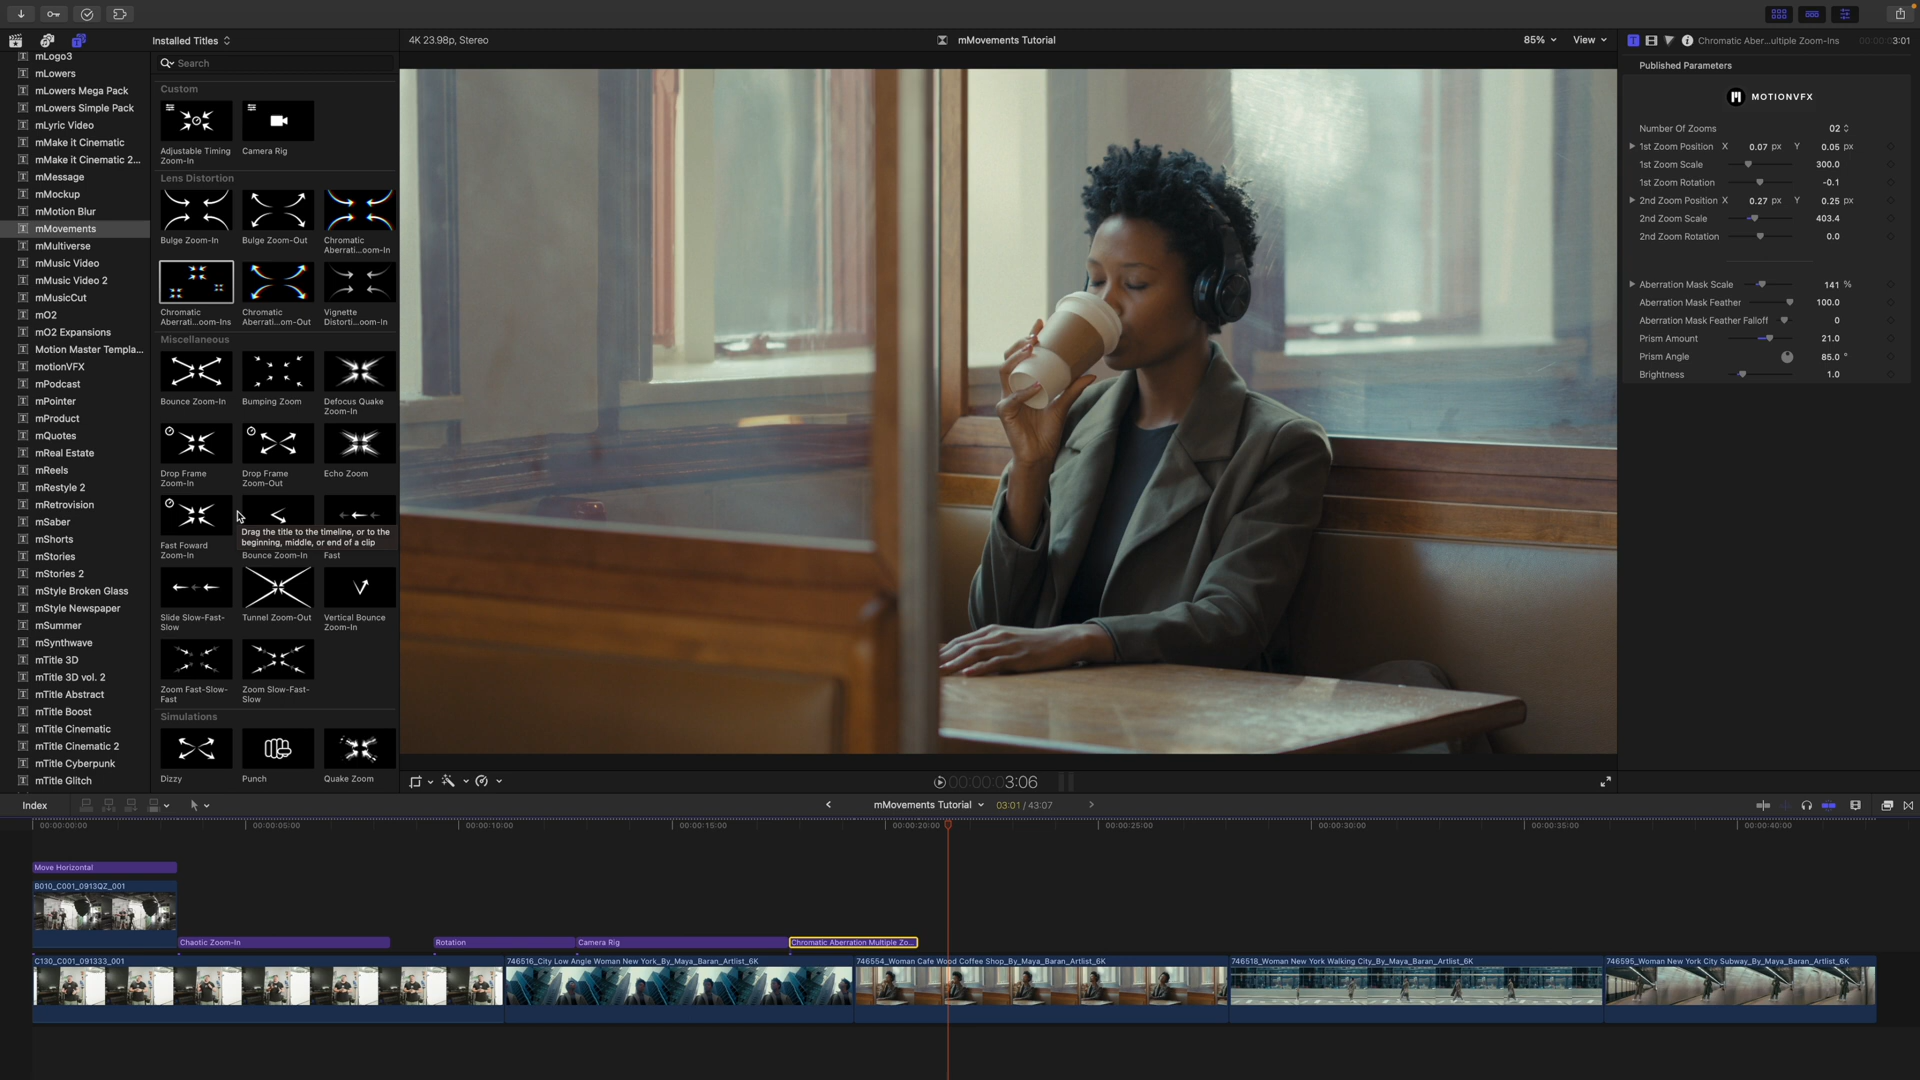 Installed Titles
4K 23.98p, Stereo
mMovements Tutorial
85%
View
Chromatic Aber...ultiple Zoom-Ins
00:00:03:01
mLogo3
mLowers
mLowers Mega Pack
mLowers Simple Pack
mLyric Video
mMake it Cinematic
mMake it Cinematic 2...
mMessage
mMockup
mMotion Blur
mMovements
mMultiverse
mMusic Video
mMusic Video 2
mMusicCut
mO2
mO2 Expansions
Motion Master Templa...
motionVFX
mPodcast
mPointer
mProduct
mQuotes
mReal Estate
mReels
mRestyle 2
mRetrovision
mSaber
mShorts
mStories
mStories 2
mStyle Broken Glass
mStyle Newspaper
mSummer
mSynthwave
mTitle 3D
mTitle 3D vol. 2
mTitle Abstract
mTitle Boost
mTitle Cinematic
mTitle Cinematic 2
mTitle Cyberpunk
mTitle Glitch
Search
Custom
Adjustable Timing
Zoom-In
Camera Rig
Lens Distortion
Bulge Zoom-In
Bulge Zoom-Out
Chromatic
Aberrati...oom-In
Chromatic
Aberrati...oom-Ins
Chromatic
Aberrati...om-Out
Vignette
Distorti...oom-In
Miscellaneous
Bounce Zoom-In
Bumping Zoom
Defocus Quake
Zoom-In
Drop Frame
Zoom-In
Drop Frame
Zoom-Out
Echo Zoom
Fast Foward
Zoom-In
Drag the title to the timeline, or to the
beginning, middle, or end of a clip
Bounce Zoom-In
Fast
Slide Slow-Fast-
Slow
Tunnel Zoom-Out
Vertical Bounce
Zoom-In
Zoom Fast-Slow-
Fast
Zoom Slow-Fast-
Slow
Simulations
Dizzy
Punch
Quake Zoom
Published Parameters
MOTIONVFX
Number Of Zooms 02
1st Zoom Position X 0.07 px Y 0.05 px
1st Zoom Scale 300.0
1st Zoom Rotation -0.1
2nd Zoom Position X 0.27 px Y 0.25 px
2nd Zoom Scale 403.4
2nd Zoom Rotation 0.0
Aberration Mask Scale 141 %
Aberration Mask Feather 100.0
Aberration Mask Feather Falloff 0
Prism Amount 21.0
Prism Angle 85.0 °
Brightness 1.0
00:00:00:03:06
Index
mMovements Tutorial
03:01 / 43:07
00:00:00:00
00:00:05:00
00:00:10:00
00:00:15:00
00:00:20:00
00:00:25:00
00:00:30:00
00:00:35:00
00:00:40:00
Move Horizontal
B010_C001_0913QZ_001
Chaotic Zoom-In
Rotation
Camera Rig
Chromatic Aberration Multiple Zo...
C130_C001_091333_001
746516_City Low Angle Woman New York_By_Maya_Baran_Artlist_6K
746554_Woman Cafe Wood Coffee Shop_By_Maya_Baran_Artlist_6K
746518_Woman New York Walking City_By_Maya_Baran_Artlist_6K
746595_Woman New York City Subway_By_Maya_Baran_Artlist_6K